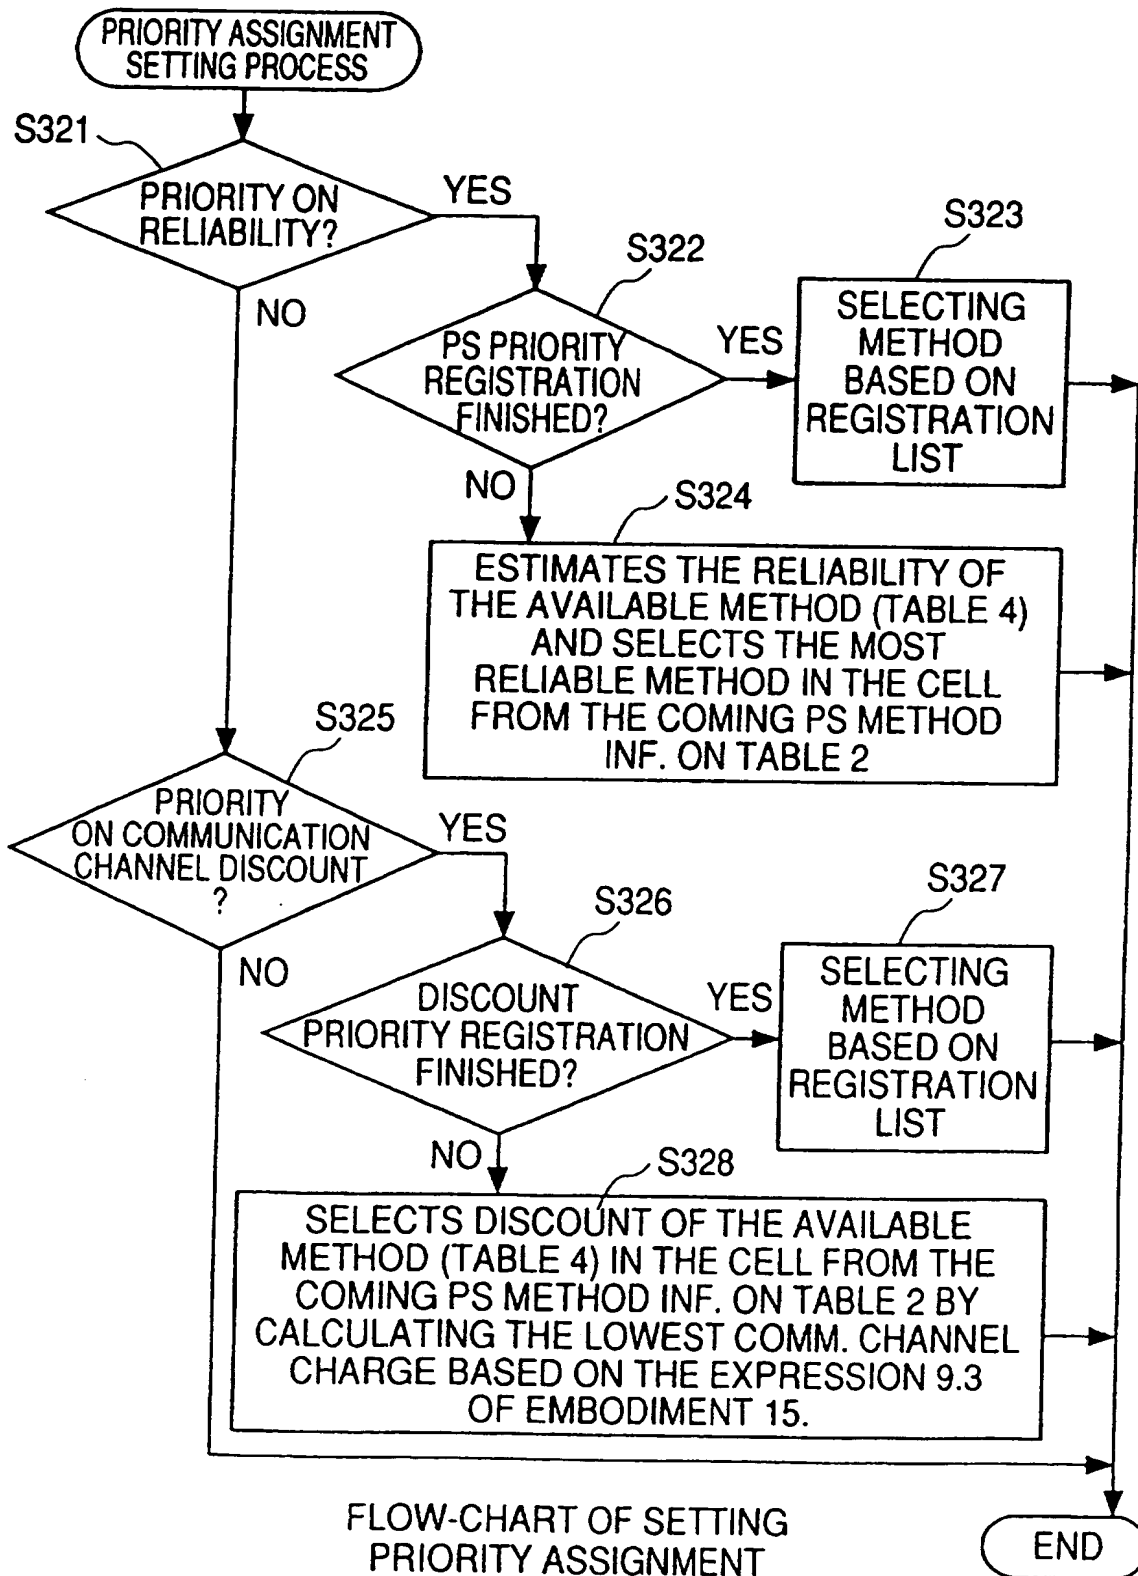 PRIORITY ASSIGNMENT
SETTING PROCESS
S321
PRIORITY ON
RELIABILITY?
YES
NO
S322
PS PRIORITY
REGISTRATION
FINISHED?
YES
NO
S323
SELECTING
METHOD
BASED ON
REGISTRATION
LIST
S324
ESTIMATES THE RELIABILITY OF
THE AVAILABLE METHOD (TABLE 4)
AND SELECTS THE MOST
RELIABLE METHOD IN THE CELL
FROM THE COMING PS METHOD
INF. ON TABLE 2
S325
PRIORITY
ON COMMUNICATION
CHANNEL DISCOUNT
?
YES
NO
S326
DISCOUNT
PRIORITY REGISTRATION
FINISHED?
YES
NO
S327
SELECTING
METHOD
BASED ON
REGISTRATION
LIST
S328
SELECTS DISCOUNT OF THE AVAILABLE
METHOD (TABLE 4) IN THE CELL FROM THE
COMING PS METHOD INF. ON TABLE 2 BY
CALCULATING THE LOWEST COMM. CHANNEL
CHARGE BASED ON THE EXPRESSION 9.3
OF EMBODIMENT 15.
FLOW-CHART OF SETTING
PRIORITY ASSIGNMENT
END